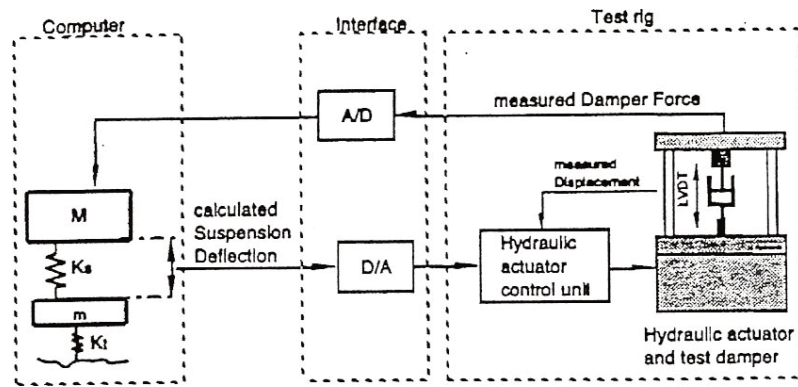 Computer
Interface
Test rig
A/D
measured Damper Force
measured
Displacement
LVDT
M
calculated
Suspension
Deflection
Ks
D/A
Hydraulic
actuator
control unit
m
Kt
Hydraulic actuator
and test damper